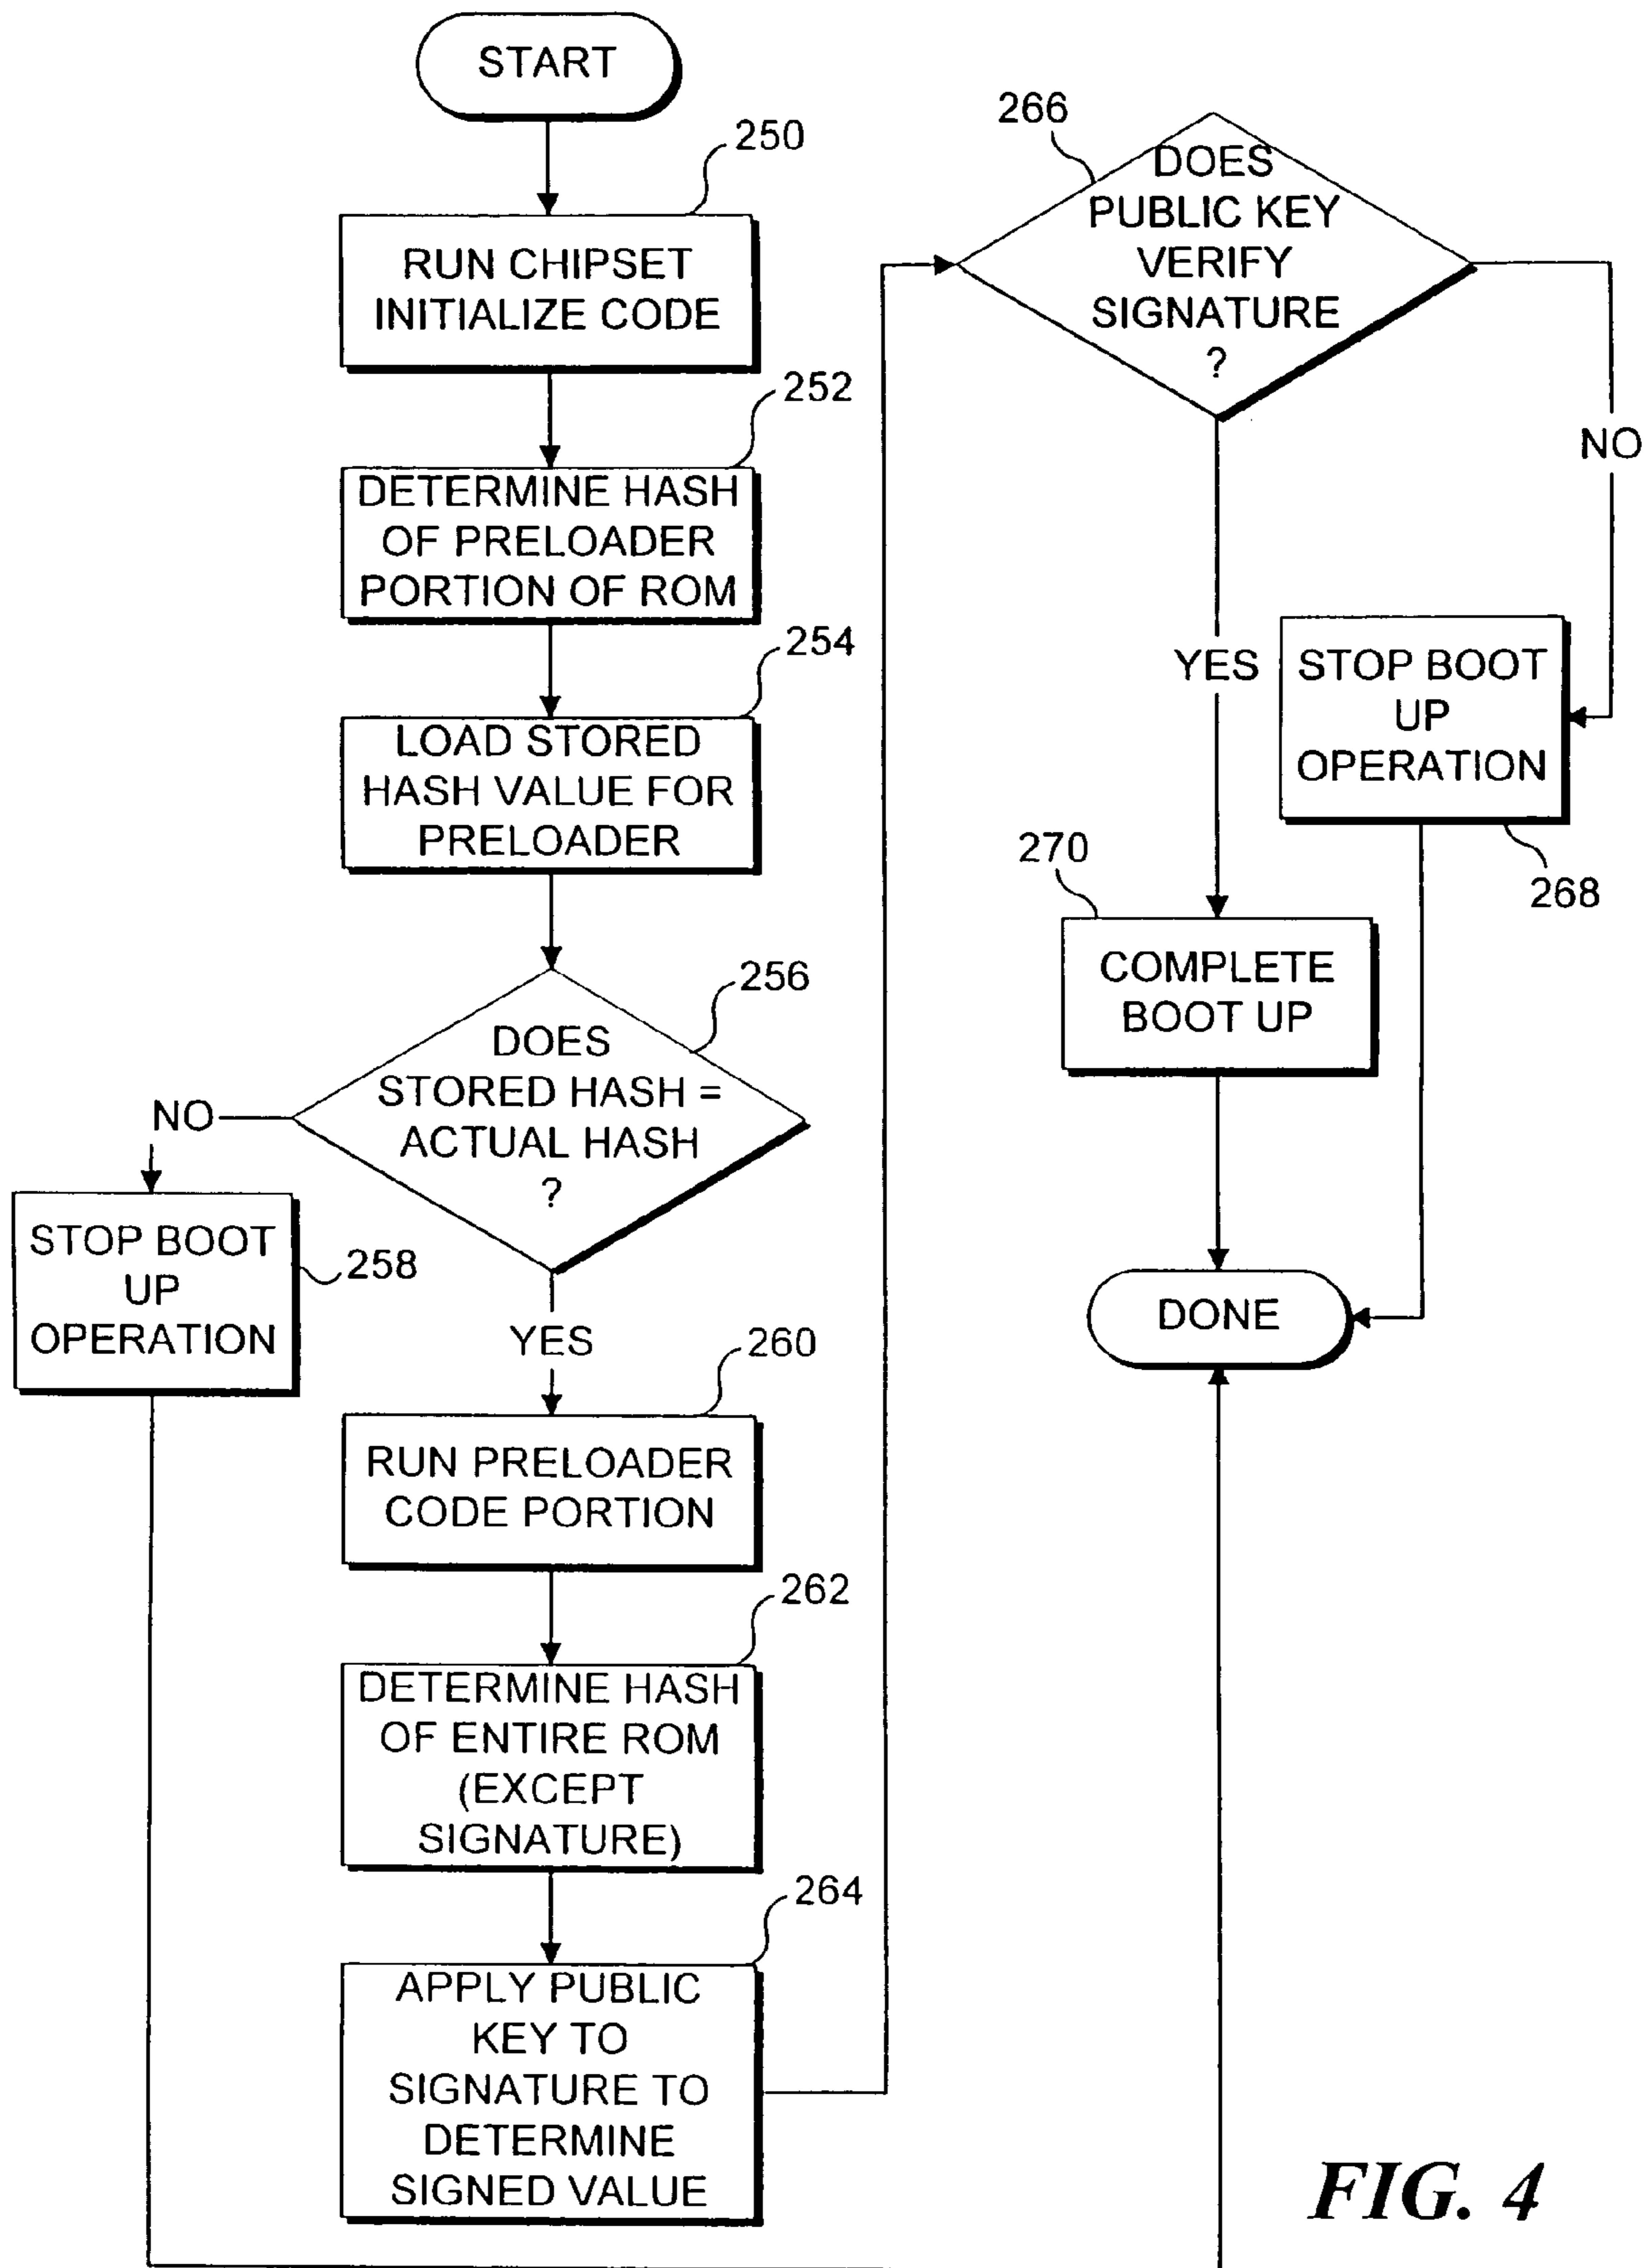 START
250
RUN CHIPSET
INITIALIZE CODE
252
DETERMINE HASH
OF PRELOADER
PORTION OF ROM
254
LOAD STORED
HASH VALUE FOR
PRELOADER
256
DOES
STORED HASH =
ACTUAL HASH
?
NO
STOP BOOT
UP
OPERATION
258
YES
260
RUN PRELOADER
CODE PORTION
262
DETERMINE HASH
OF ENTIRE ROM
(EXCEPT
SIGNATURE)
264
APPLY PUBLIC
KEY TO
SIGNATURE TO
DETERMINE
SIGNED VALUE
266
DOES
PUBLIC KEY
VERIFY
SIGNATURE
?
NO
YES
STOP BOOT
UP
OPERATION
268
270
COMPLETE
BOOT UP
DONE
FIG. 4